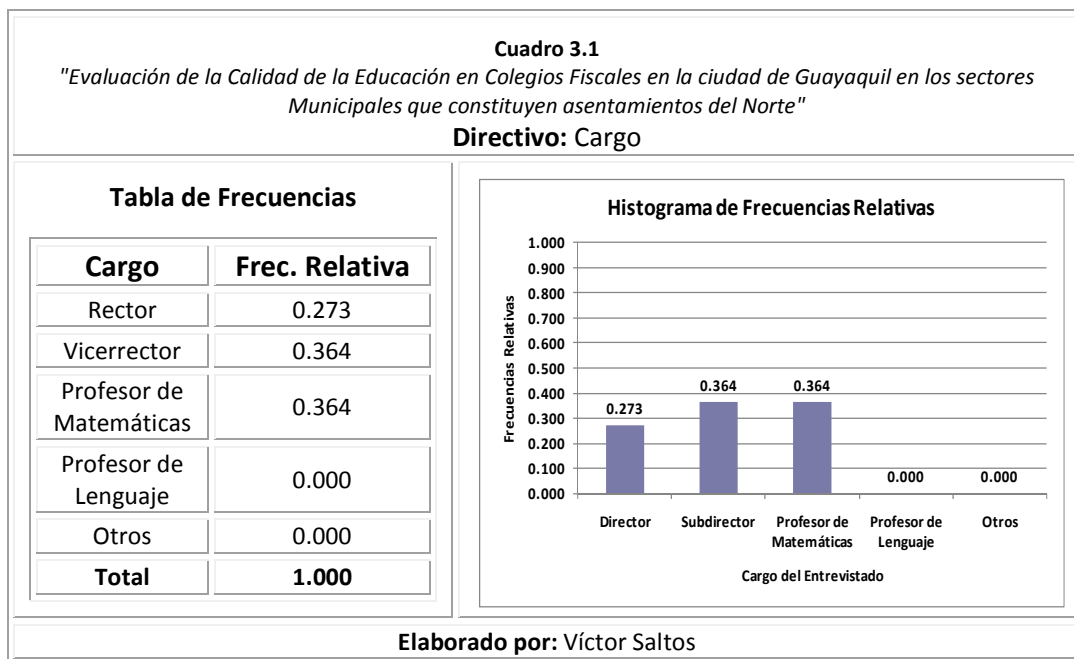 Cuadro 3.1
"Evaluación de la Calidad de la Educación en Colegios Fiscales en la ciudad de Guayaquil en los sectores
Municipales que constituyen asentamientos del Norte"
Directivo: Cargo
Tabla de Frecuencias
Cargo Frec. Relativa
Rector 0.273
Vicerrector 0.364
Profesor de
Matemáticas 0.364
Profesor de
Lenguaje 0.000
Otros 0.000
Total 1.000
Histograma de Frecuencias Relativas
Frecuencias Relativas
1.000
0.900
0.800
0.700
0.600
0.500
0.400
0.300
0.200
0.100
0.000
0.273
0.364
0.364
0.000
0.000
Director Subdirector Profesor de Profesor de Otros
Matemáticas Lenguaje
Cargo del Entrevistado
Elaborado por: Víctor Saltos